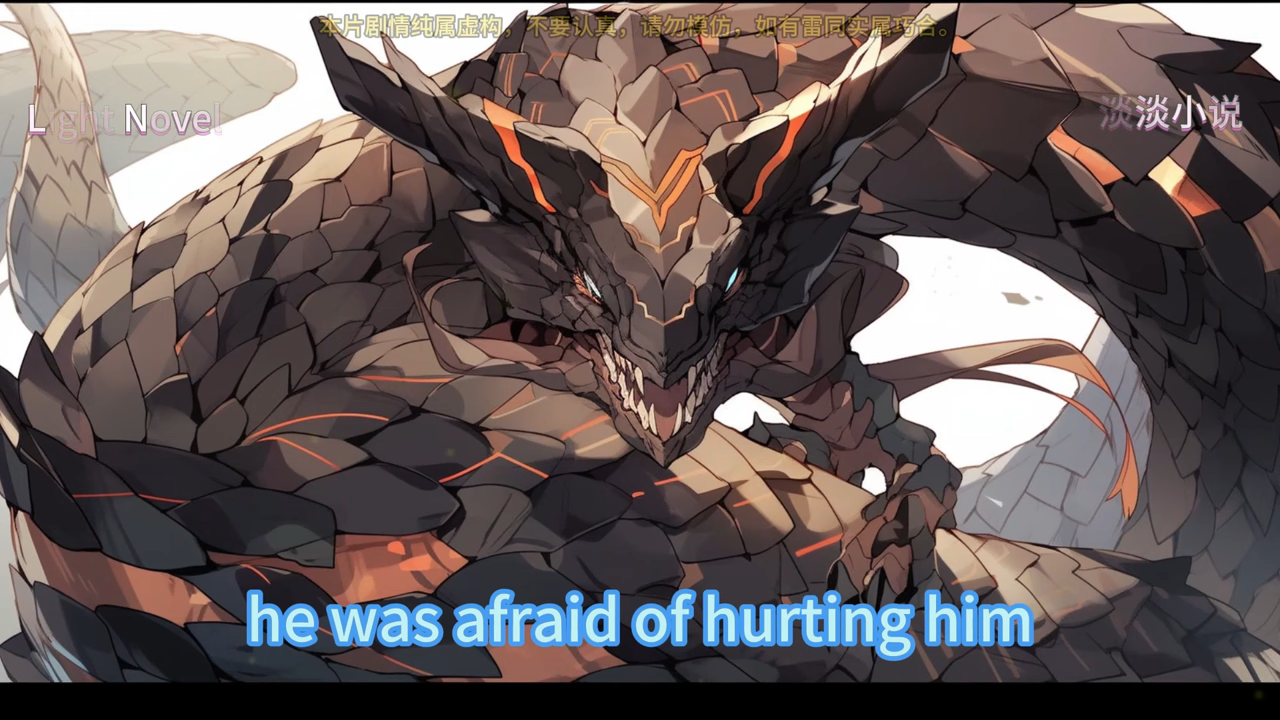 本片剧情纯属虚构，不要认真，请勿模仿，如有雷同实属巧合。
Light Novel
淡淡小说
he was afraid of hurting him